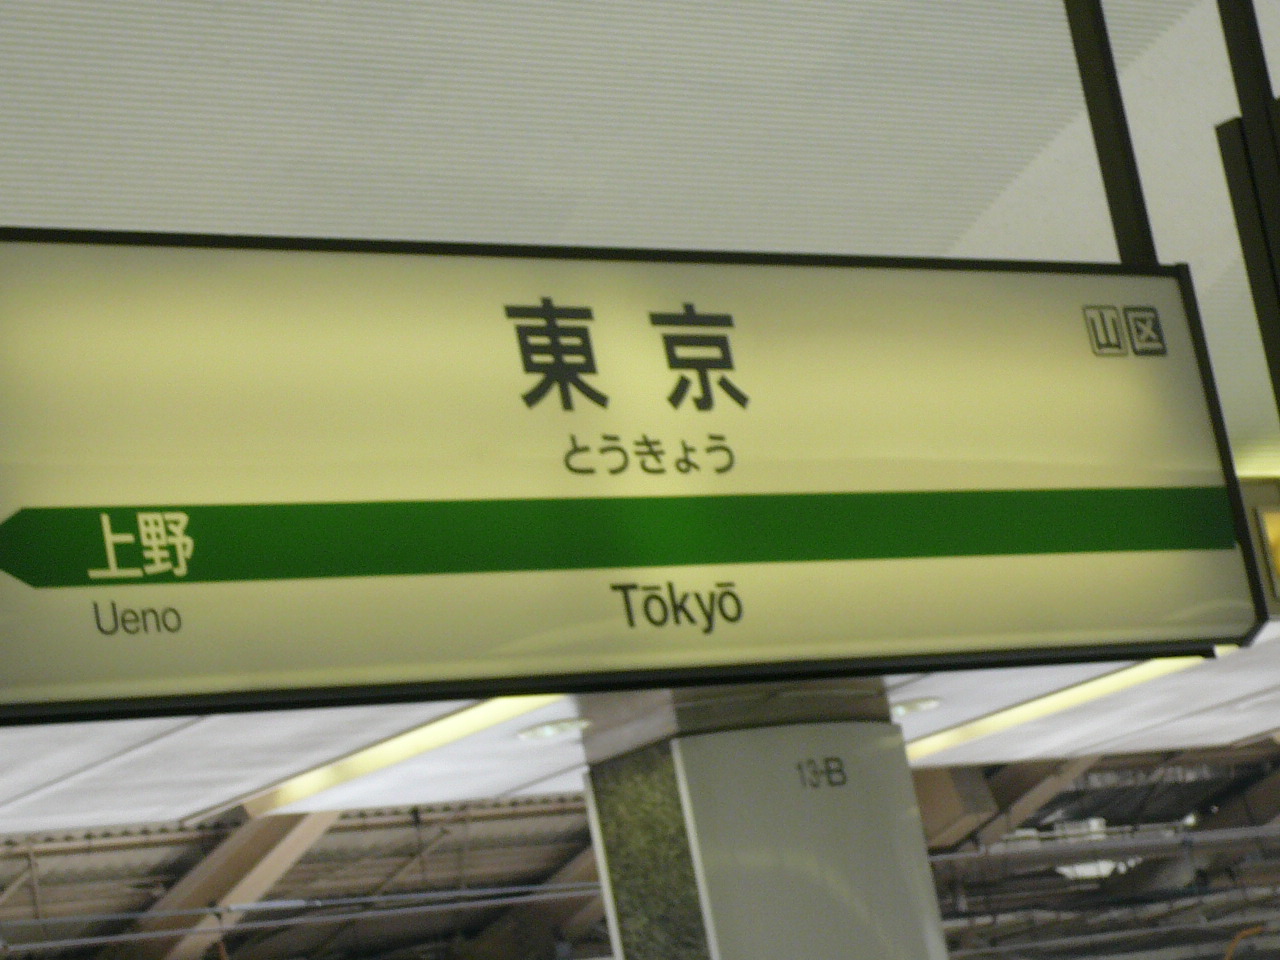 東京
山区
とうきょう
上野
Ueno
Tōkyō
13-B